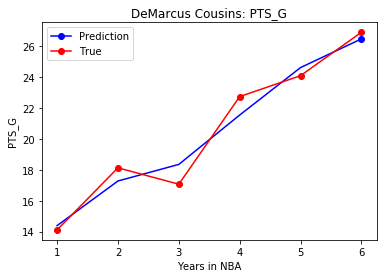 DeMarcus Cousins: PTS_G
Prediction
True
PTS_G
26
24
22
20
18
16
14
1 2 3 4 5 6
Years in NBA